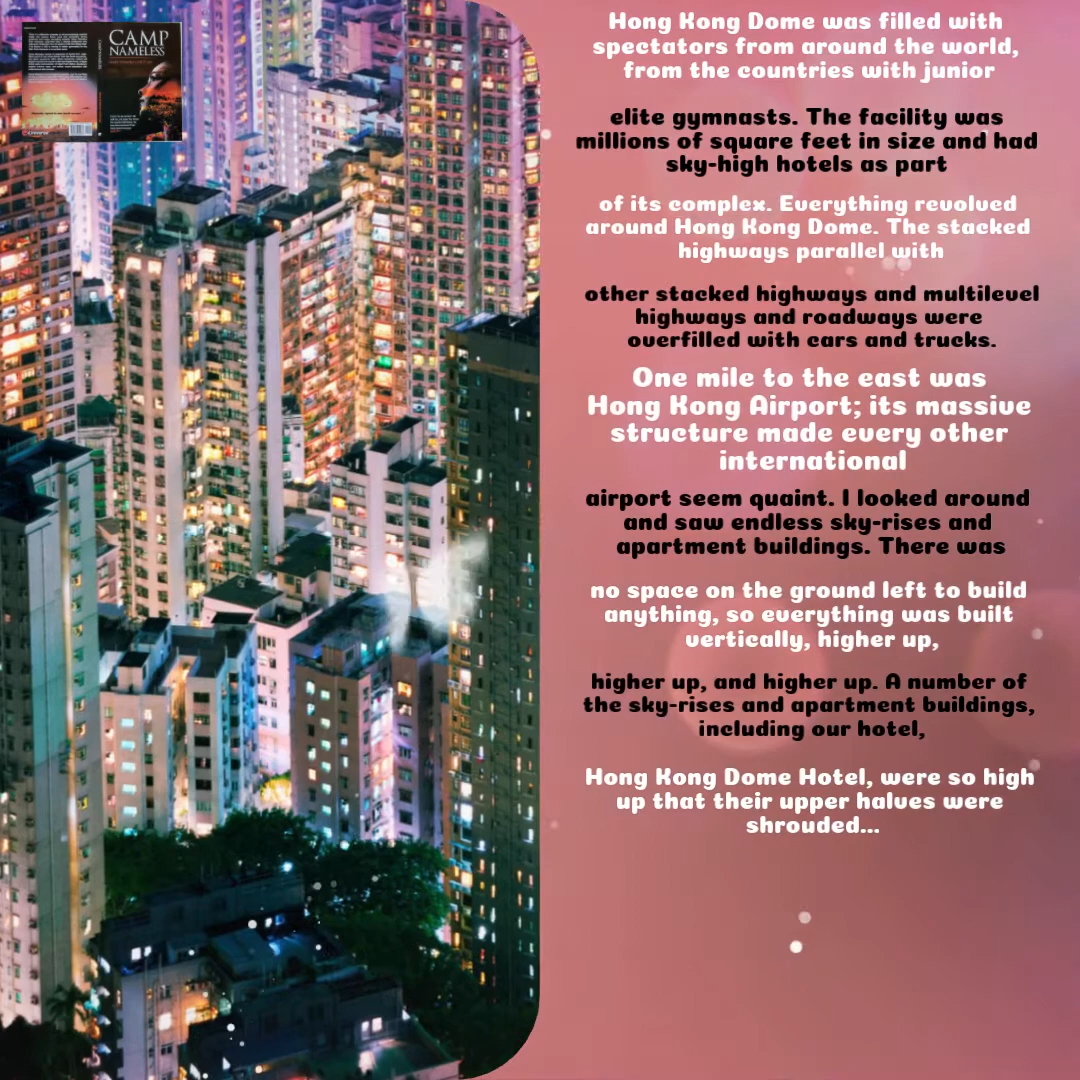 CAMP
NAMELESS
Hong Kong Dome was filled with
spectators from around the world,
from the countries with junior
elite gymnasts. The facility was
millions of square feet in size and had
sky-high hotels as part
of its complex. Everything revolved
around Hong Kong Dome. The stacked
highways parallel with
other stacked highways and multilevel
highways and roadways were
overfilled with cars and trucks.
One mile to the east was
Hong Kong Airport; its massive
structure made every other
international
airport seem quaint. I looked around
and saw endless sky-rises and
apartment buildings. There was
no space on the ground left to build
anything, so everything was built
vertically, higher up,
higher up, and higher up. A number of
the sky-rises and apartment buildings,
including our hotel,
Hong Kong Dome Hotel, were so high
up that their upper halves were
shrouded...